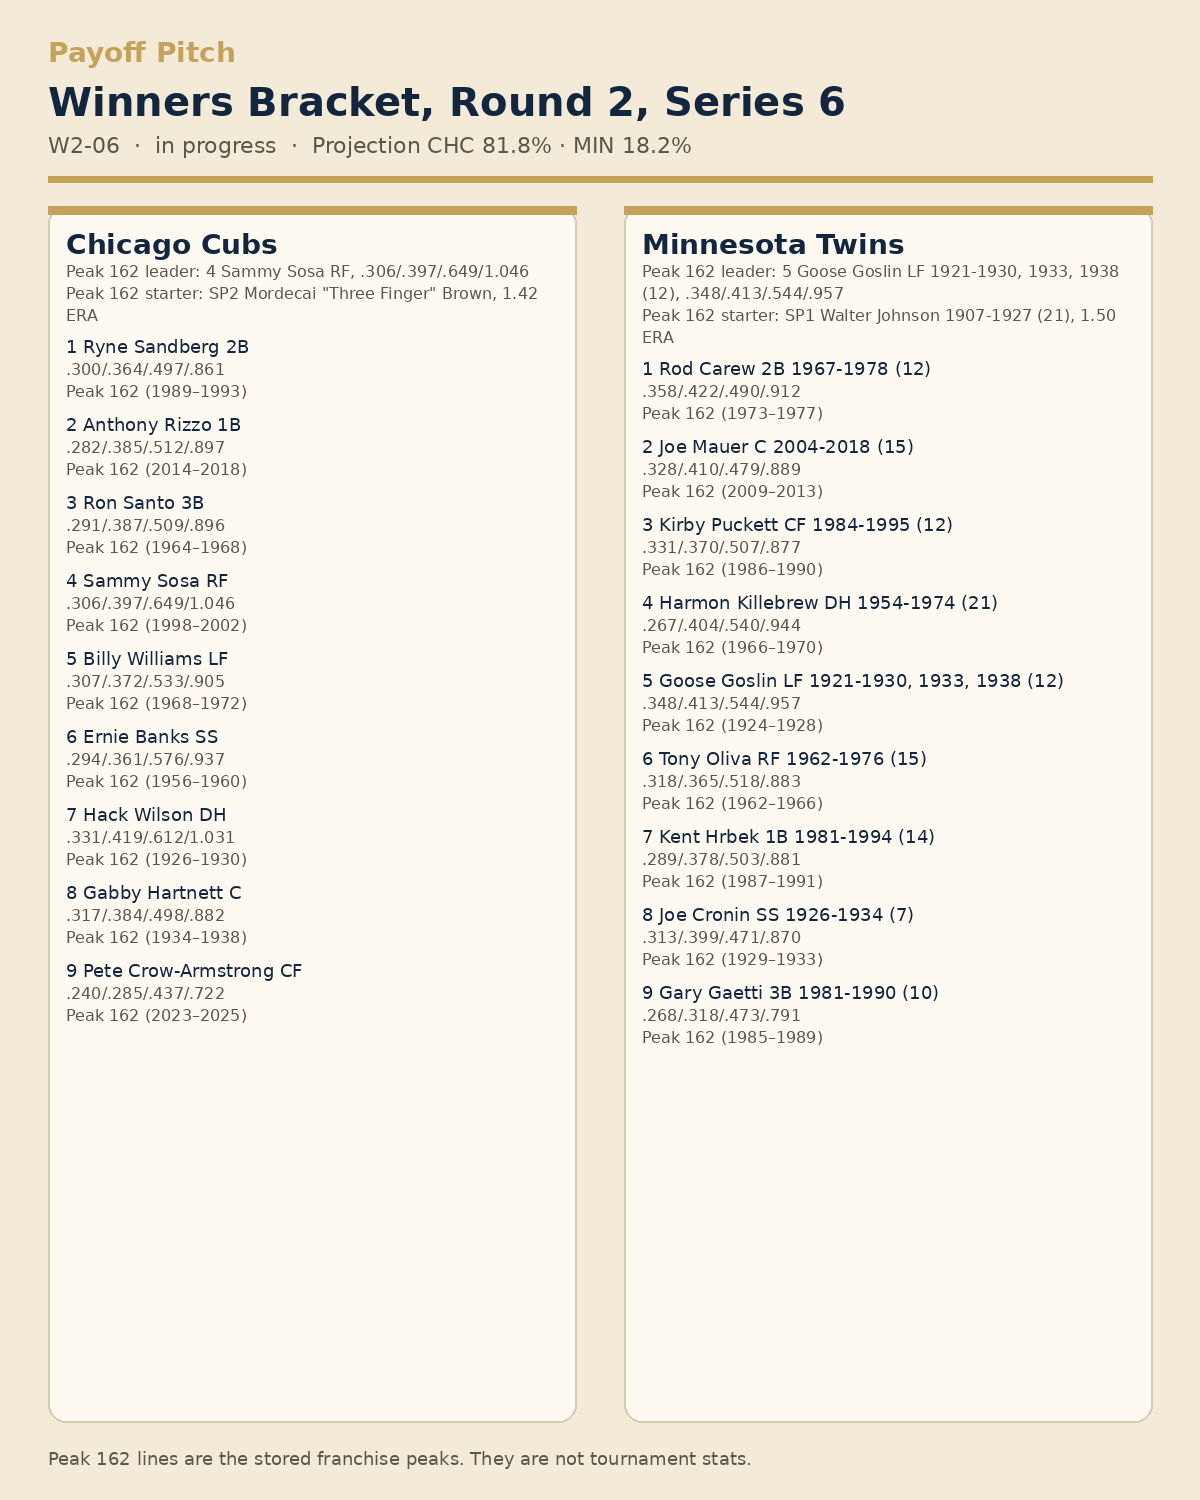 Payoff Pitch
Winners Bracket, Round 2, Series 6
W2-06 · in progress · Projection CHC 81.8% · MIN 18.2%
Chicago Cubs
Peak 162 leader: 4 Sammy Sosa RF, .306/.397/.649/1.046
Peak 162 starter: SP2 Mordecai "Three Finger" Brown, 1.42
ERA
1 Ryne Sandberg 2B
.300/.364/.497/.861
Peak 162 (1989–1993)
2 Anthony Rizzo 1B
.282/.385/.512/.897
Peak 162 (2014–2018)
3 Ron Santo 3B
.291/.387/.509/.896
Peak 162 (1964–1968)
4 Sammy Sosa RF
.306/.397/.649/1.046
Peak 162 (1998–2002)
5 Billy Williams LF
.307/.372/.533/.905
Peak 162 (1968–1972)
6 Ernie Banks SS
.294/.361/.576/.937
Peak 162 (1956–1960)
7 Hack Wilson DH
.331/.419/.612/1.031
Peak 162 (1926–1930)
8 Gabby Hartnett C
.317/.384/.498/.882
Peak 162 (1934–1938)
9 Pete Crow-Armstrong CF
.240/.285/.437/.722
Peak 162 (2023–2025)
Minnesota Twins
Peak 162 leader: 5 Goose Goslin LF 1921-1930, 1933, 1938
(12), .348/.413/.544/.957
Peak 162 starter: SP1 Walter Johnson 1907-1927 (21), 1.50
ERA
1 Rod Carew 2B 1967-1978 (12)
.358/.422/.490/.912
Peak 162 (1973–1977)
2 Joe Mauer C 2004-2018 (15)
.328/.410/.479/.889
Peak 162 (2009–2013)
3 Kirby Puckett CF 1984-1995 (12)
.331/.370/.507/.877
Peak 162 (1986–1990)
4 Harmon Killebrew DH 1954-1974 (21)
.267/.404/.540/.944
Peak 162 (1966–1970)
5 Goose Goslin LF 1921-1930, 1933, 1938 (12)
.348/.413/.544/.957
Peak 162 (1924–1928)
6 Tony Oliva RF 1962-1976 (15)
.318/.365/.518/.883
Peak 162 (1962–1966)
7 Kent Hrbek 1B 1981-1994 (14)
.289/.378/.503/.881
Peak 162 (1987–1991)
8 Joe Cronin SS 1926-1934 (7)
.313/.399/.471/.870
Peak 162 (1929–1933)
9 Gary Gaetti 3B 1981-1990 (10)
.268/.318/.473/.791
Peak 162 (1985–1989)
Peak 162 lines are the stored franchise peaks. They are not tournament stats.